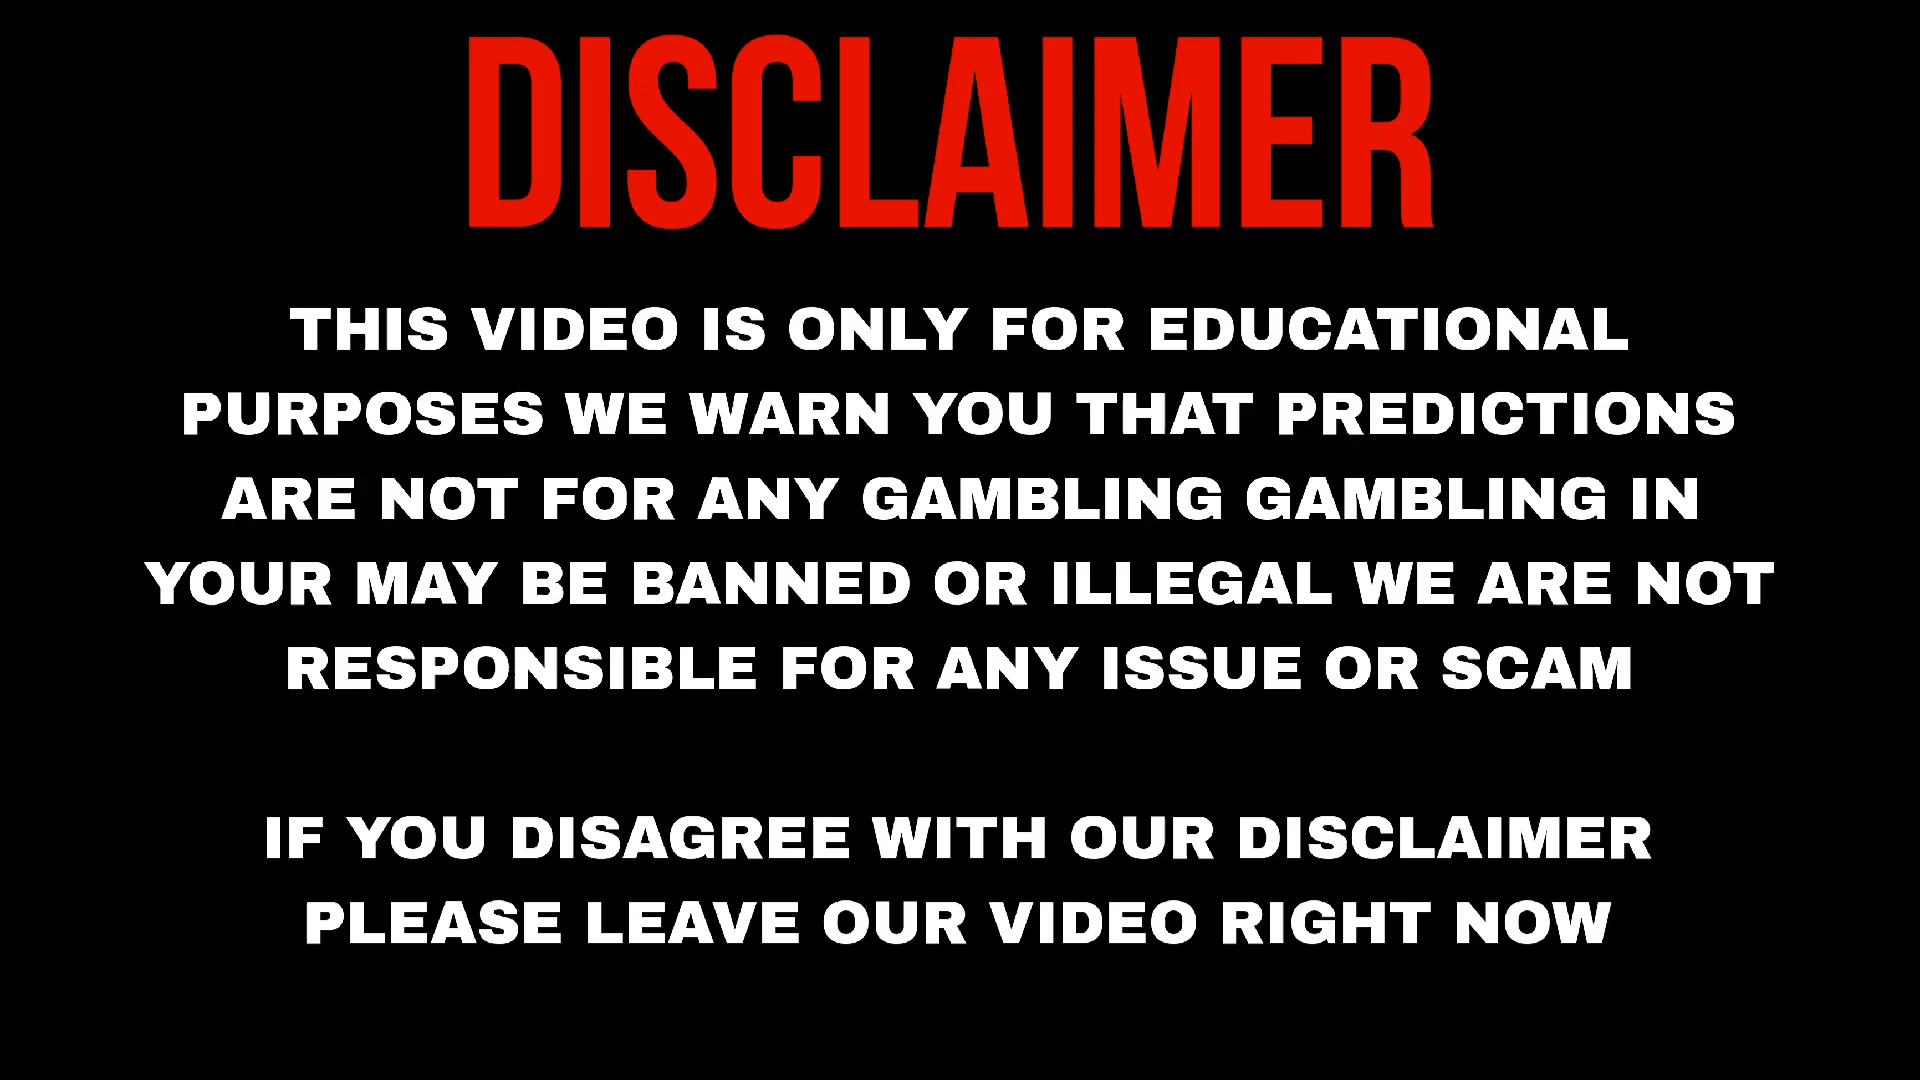 DISCLAIMER
THIS VIDEO IS ONLY FOR EDUCATIONAL
PURPOSES WE WARN YOU THAT PREDICTIONS
ARE NOT FOR ANY GAMBLING GAMBLING IN
YOUR MAY BE BANNED OR ILLEGAL WE ARE NOT
RESPONSIBLE FOR ANY ISSUE OR SCAM
IF YOU DISAGREE WITH OUR DISCLAIMER
PLEASE LEAVE OUR VIDEO RIGHT NOW